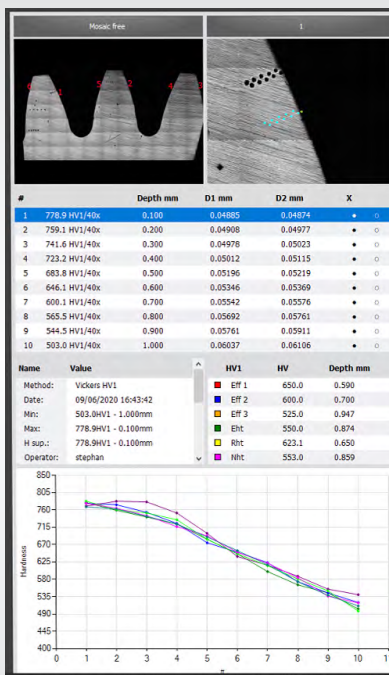 Mosaic free 1
6 1 5 2 4 3
# Depth mm D1 mm D2 mm X
1 778.9 HV1/40x 0.100 0.04885 0.04874
2 759.1 HV1/40x 0.200 0.04908 0.04977
3 741.6 HV1/40x 0.300 0.04978 0.05023
4 723.2 HV1/40x 0.400 0.05012 0.05115
5 683.8 HV1/40x 0.500 0.05196 0.05219
6 646.1 HV1/40x 0.600 0.05346 0.05369
7 600.1 HV1/40x 0.700 0.05542 0.05576
8 565.5 HV1/40x 0.800 0.05692 0.05761
9 544.5 HV1/40x 0.900 0.05761 0.05911
10 503.0 HV1/40x 1.000 0.06037 0.06106
Name Value HV1 HV Depth mm
Method: Vickers HV1 Eff 1 650.0 0.590
Date: 09/06/2020 16:43:42 Eff 2 600.0 0.700
Min: 503.0HV1 - 1.000mm Eff 3 525.0 0.947
Max: 778.9HV1 - 0.100mm Eht 550.0 0.874
H sup.: 778.9HV1 - 0.100mm Rht 623.1 0.650
Operator: stephan Nht 553.0 0.859
850
805
760
715
670
625
580
535
490
445
400
Hardness
0 1 2 3 4 5 6 7 8 9 10 1